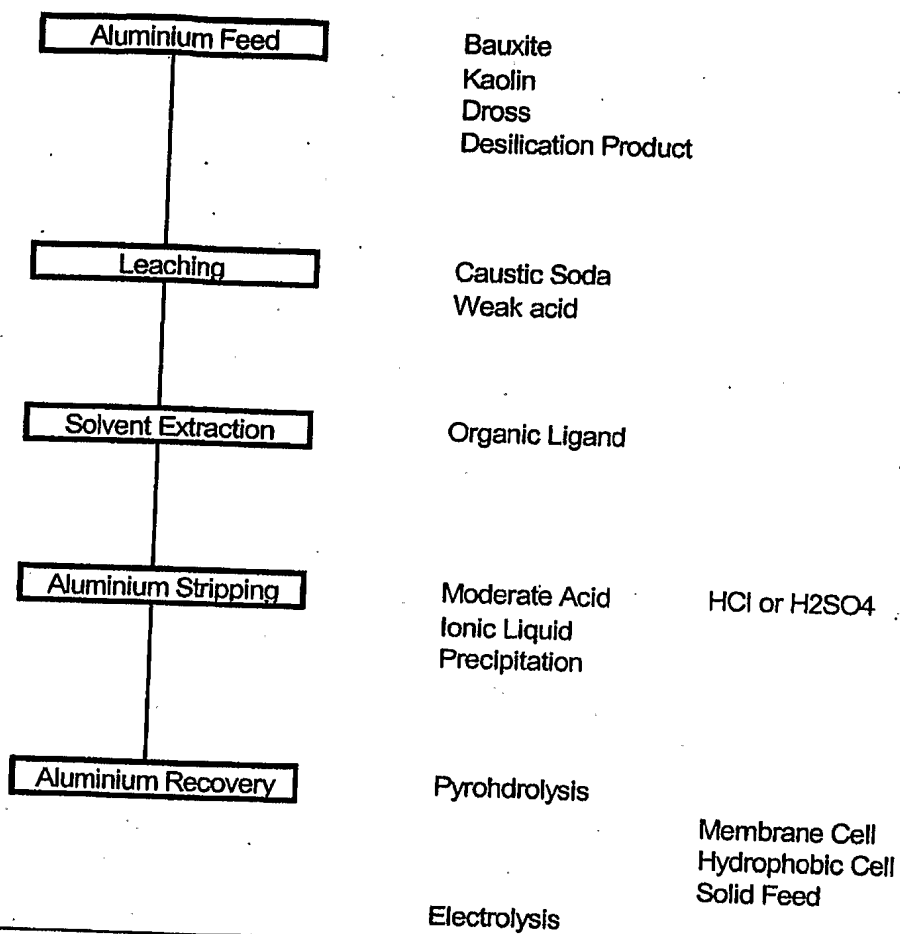 Aluminium Feed
Bauxite
Kaolin
Dross
Desilication Product
Leaching
Caustic Soda
Weak acid
Solvent Extraction
Organic Ligand
Aluminium Stripping
Moderate Acid
HCl or H2SO4
Ionic Liquid
Precipitation
Aluminium Recovery
Pyrohdrolysis
Membrane Cell
Hydrophobic Cell
Solid Feed
Electrolysis